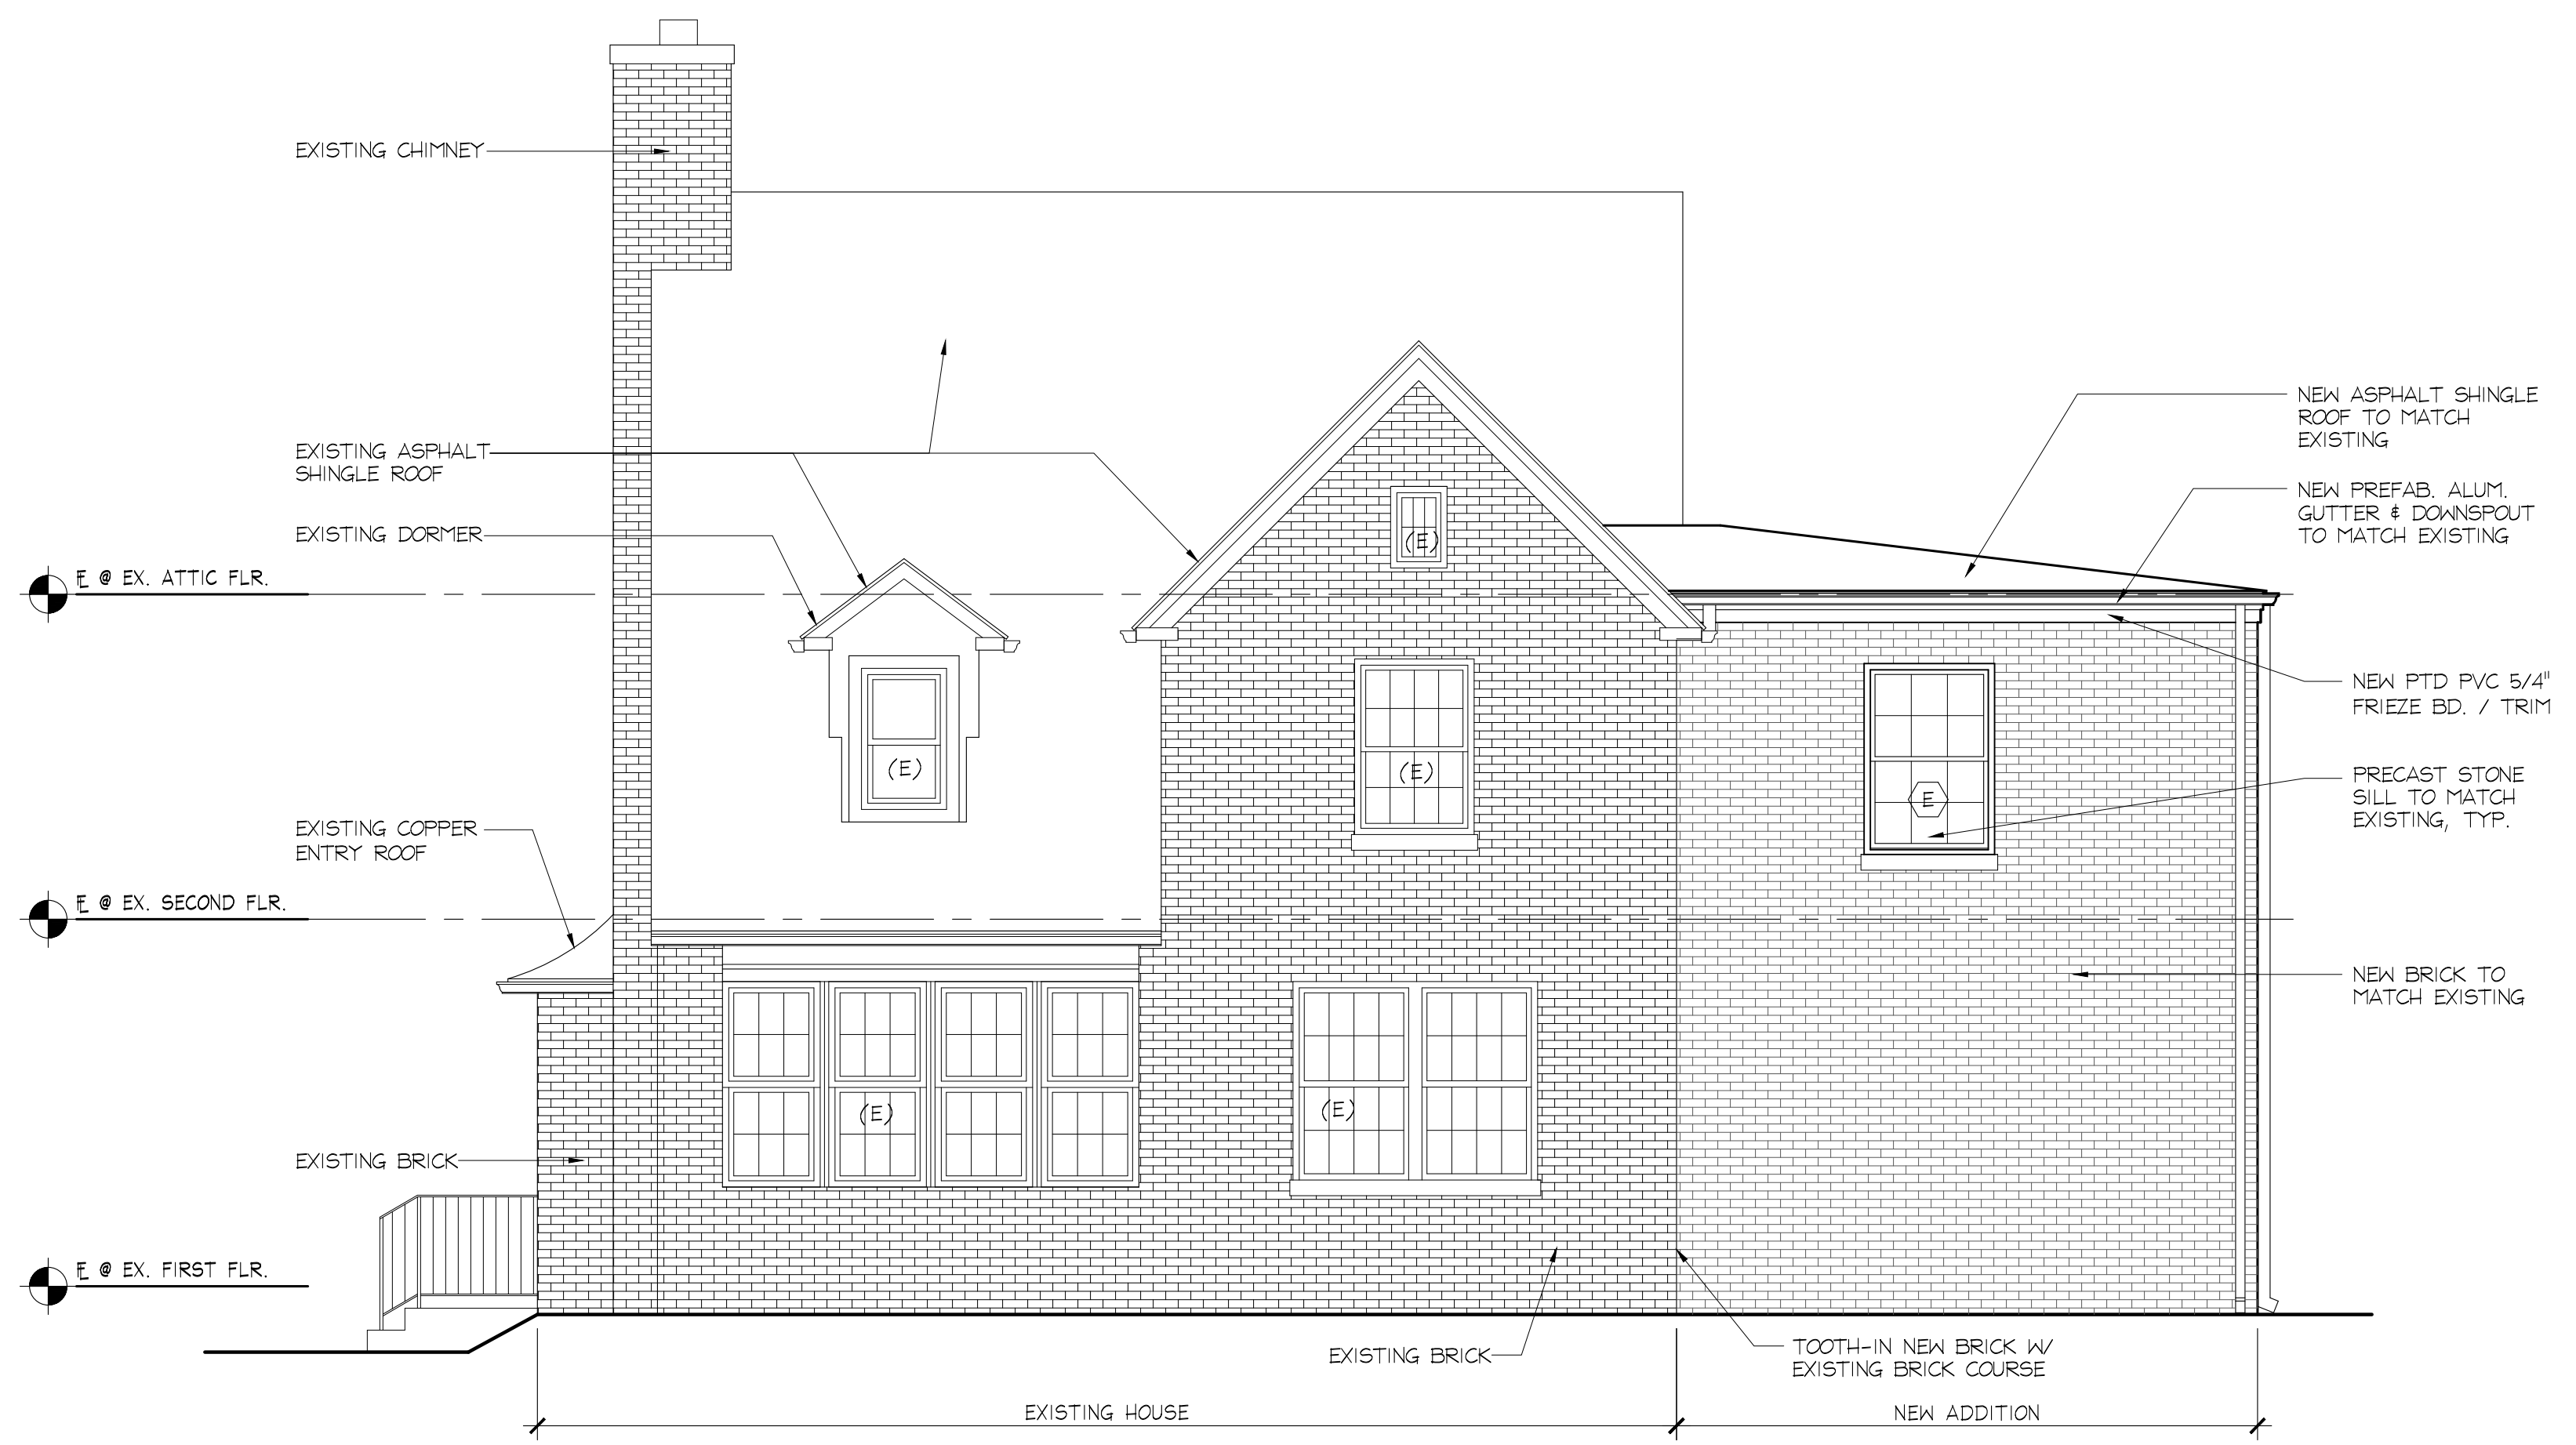 EXISTING CHIMNEY
EXISTING ASPHALT
SHINGLE ROOF
EXISTING DORMER
FL @ EX. ATTIC FLR.
EXISTING COPPER
ENTRY ROOF
FL @ EX. SECOND FLR.
EXISTING BRICK
FL @ EX. FIRST FLR.
(E)
(E)
(E)
(E)
(E)
E
NEW ASPHALT SHINGLE
ROOF TO MATCH
EXISTING
NEW PREFAB. ALUM.
GUTTER & DOWNSPOUT
TO MATCH EXISTING
NEW PTD PVC 5/4"
FRIEZE BD. / TRIM
PRECAST STONE
SILL TO MATCH
EXISTING, TYP.
NEW BRICK TO
MATCH EXISTING
EXISTING BRICK
TOOTH-IN NEW BRICK W/
EXISTING BRICK COURSE
EXISTING HOUSE
NEW ADDITION